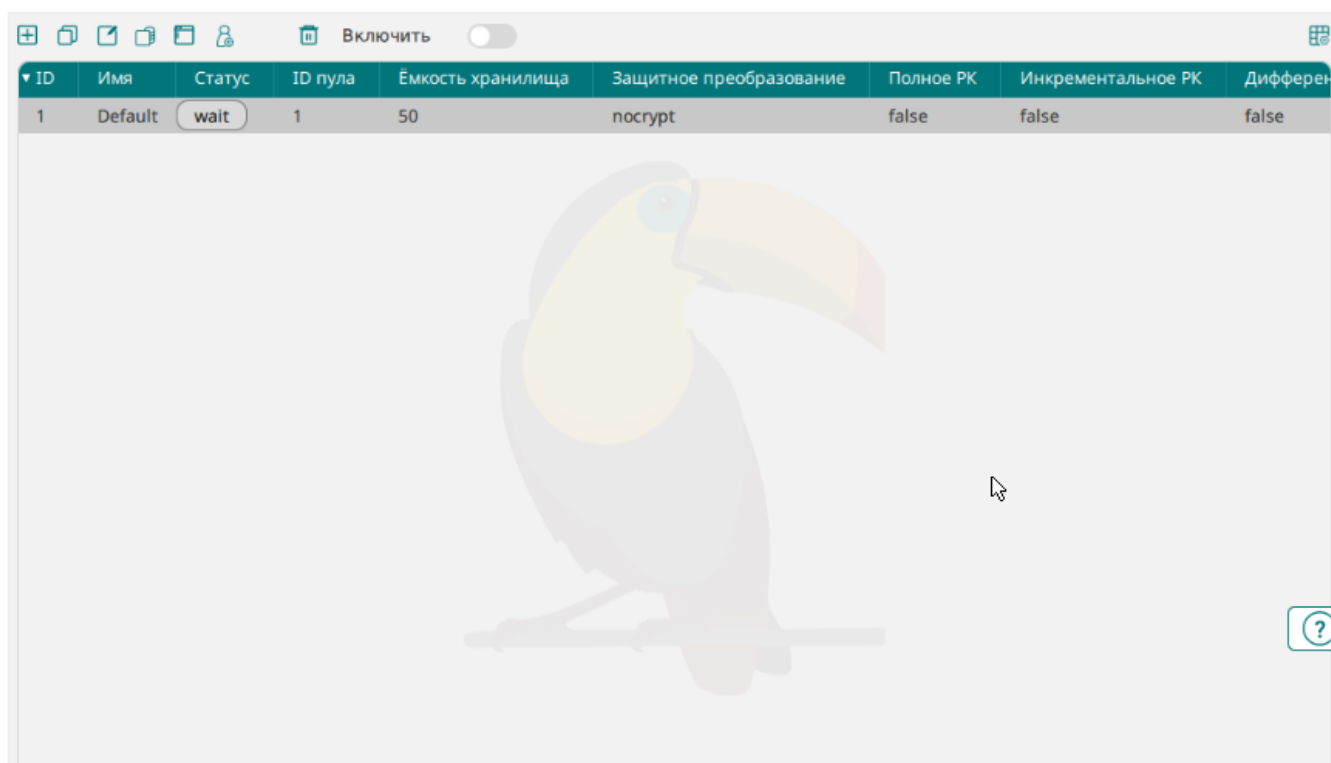 Включить
ID Имя Статус ID пула Ёмкость хранилища Защитное преобразование Полное РК Инкрементальное РК Дифферен
1 Default wait 1 50 nocrypt false false false
?